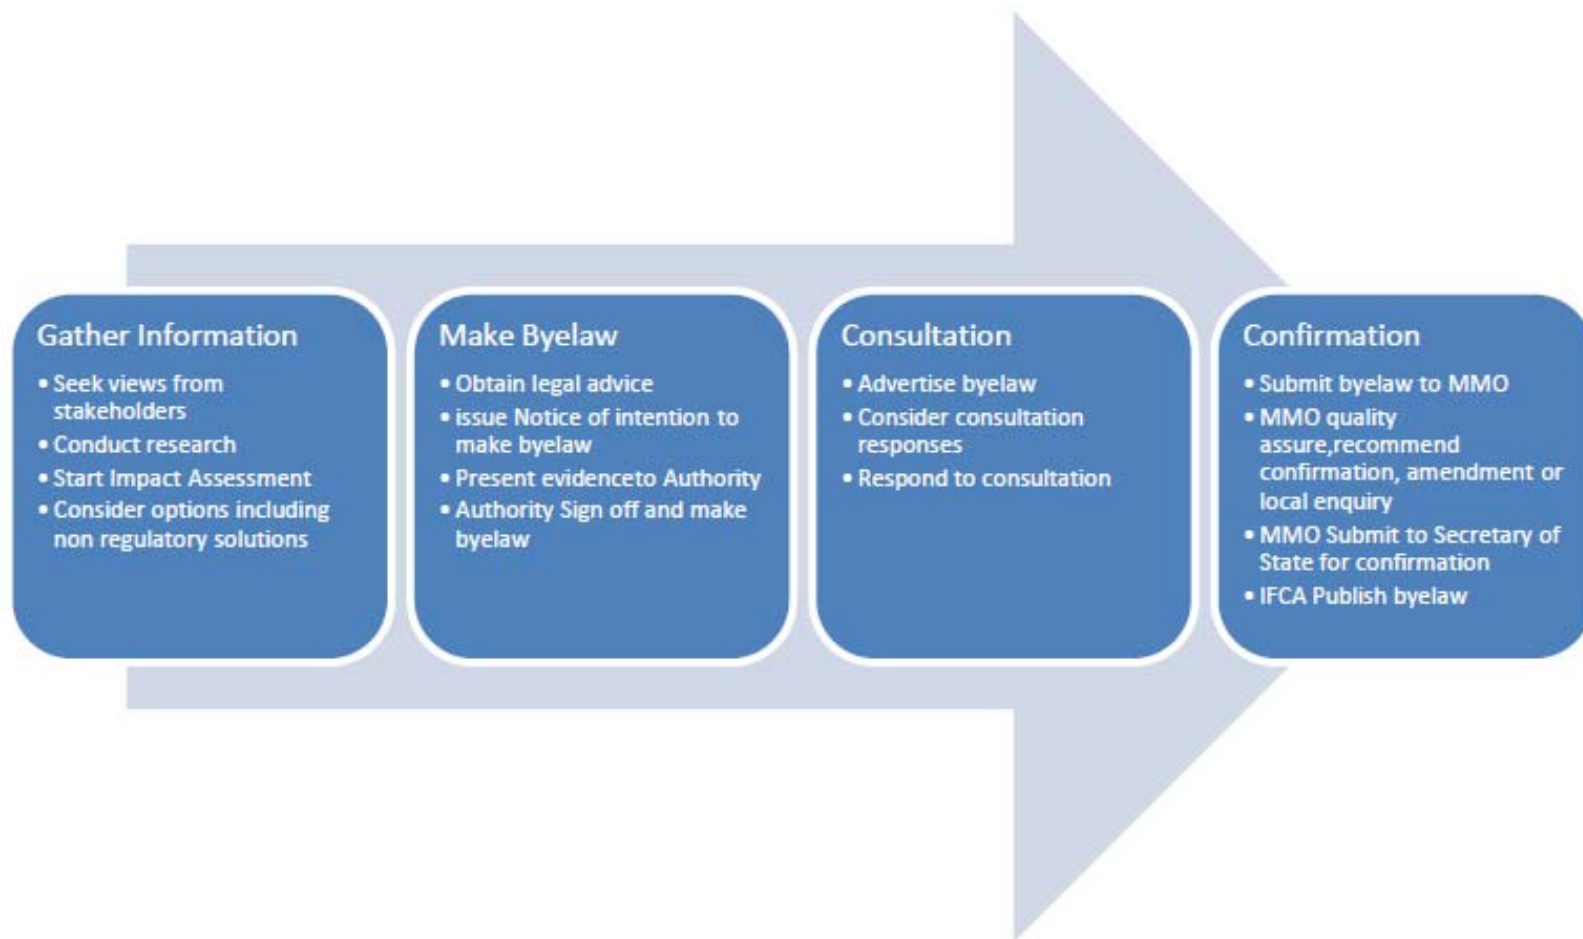 Gather Information
• Seek views from
stakeholders
• Conduct research
• Start Impact Assessment
• Consider options including
non regulatory solutions
Make Byelaw
• Obtain legal advice
• issue Notice of intention to
make byelaw
• Present evidenceto Authority
• Authority Sign off and make
byelaw
Consultation
• Advertise byelaw
• Consider consultation
responses
• Respond to consultation
Confirmation
• Submit byelaw to MMO
• MMO quality
assure,recommend
confirmation, amendment or
local enquiry
• MMO Submit to Secretary of
State for confirmation
• IFCA Publish byelaw